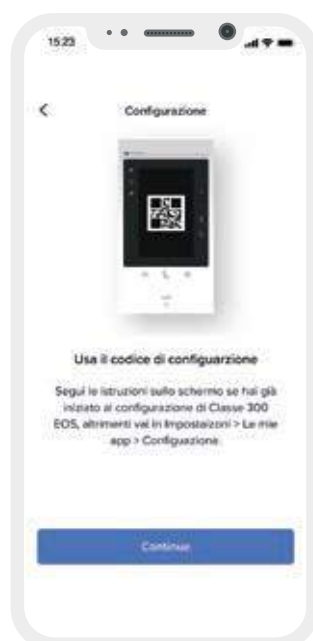 15:23
Configurazione
Usa il codice di configuarzione
Segui le istruzioni sullo schermo se hai già
iniziato al configurazione di Classe 300
EOS, altrimenti vai in Impostaizoni > Le mie
app > Configuazione.
Continue